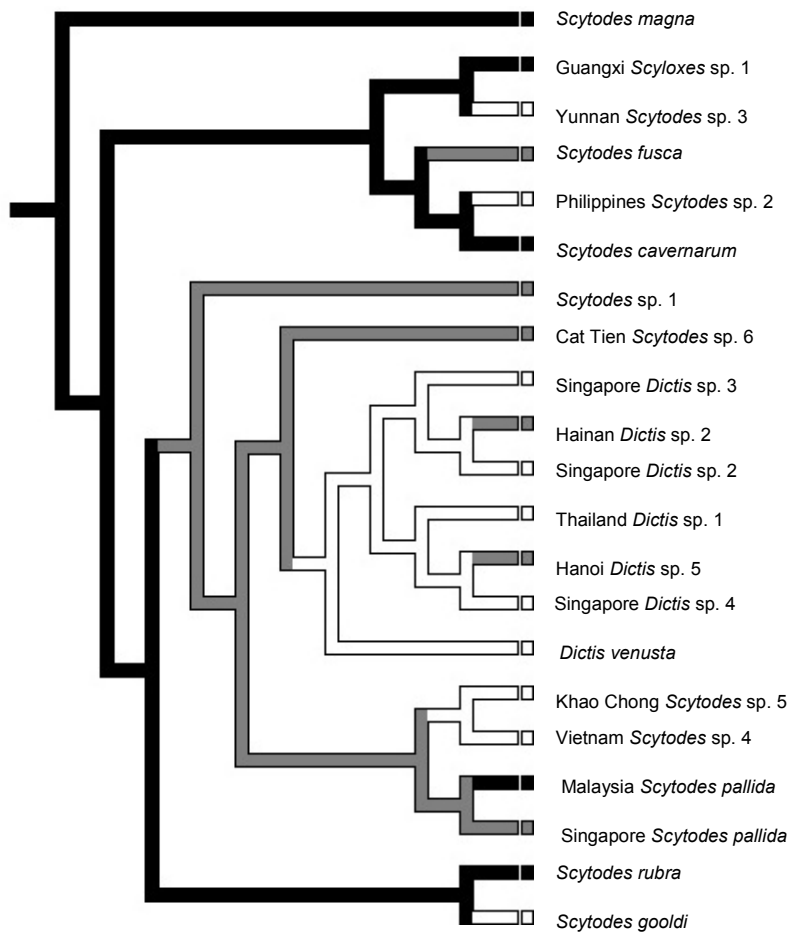 Scytodes magna
Guangxi Scyloxes sp. 1
Yunnan Scytodes sp. 3
Scytodes fusca
Philippines Scytodes sp. 2
Scytodes cavernarum
Scytodes sp. 1
Cat Tien Scytodes sp. 6
Singapore Dictis sp. 3
Hainan Dictis sp. 2
Singapore Dictis sp. 2
Thailand Dictis sp. 1
Hanoi Dictis sp. 5
Singapore Dictis sp. 4
Dictis venusta
Khao Chong Scytodes sp. 5
Vietnam Scytodes sp. 4
Malaysia Scytodes pallida
Singapore Scytodes pallida
Scytodes rubra
Scytodes gooldi